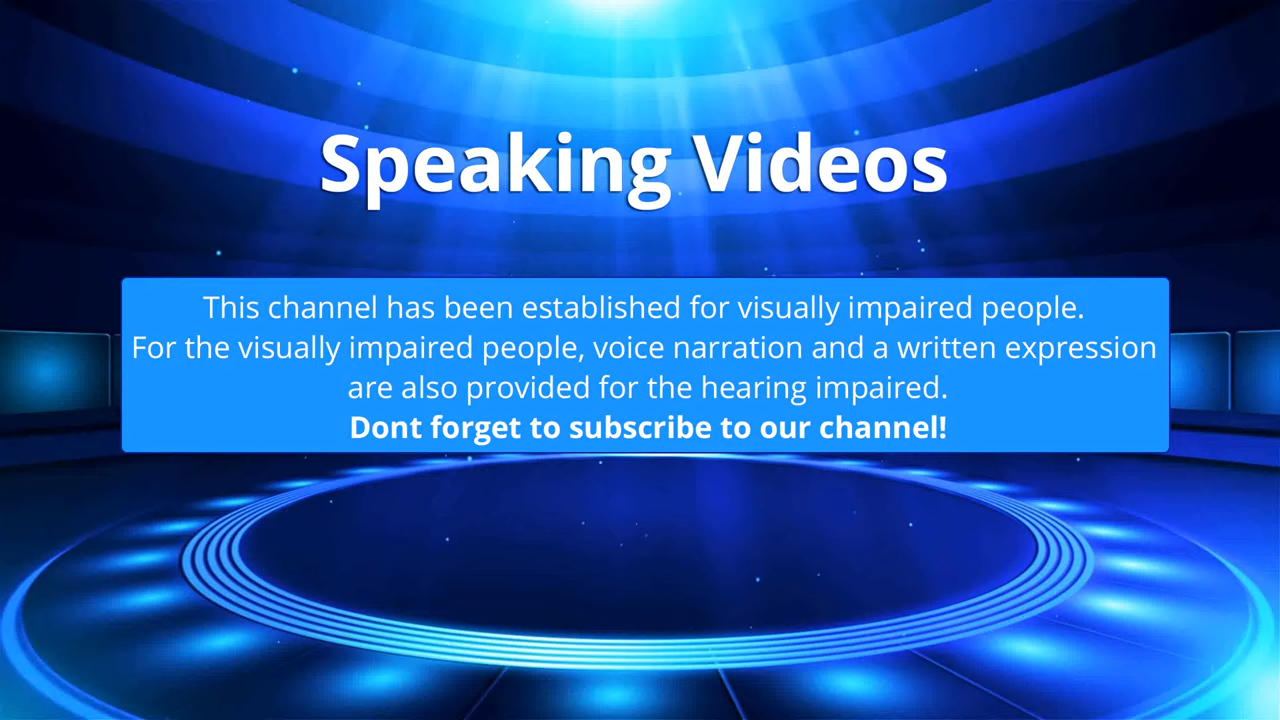 Speaking Videos
This channel has been established for visually impaired people.
For the visually impaired people, voice narration and a written expression
are also provided for the hearing impaired.
Dont forget to subscribe to our channel!